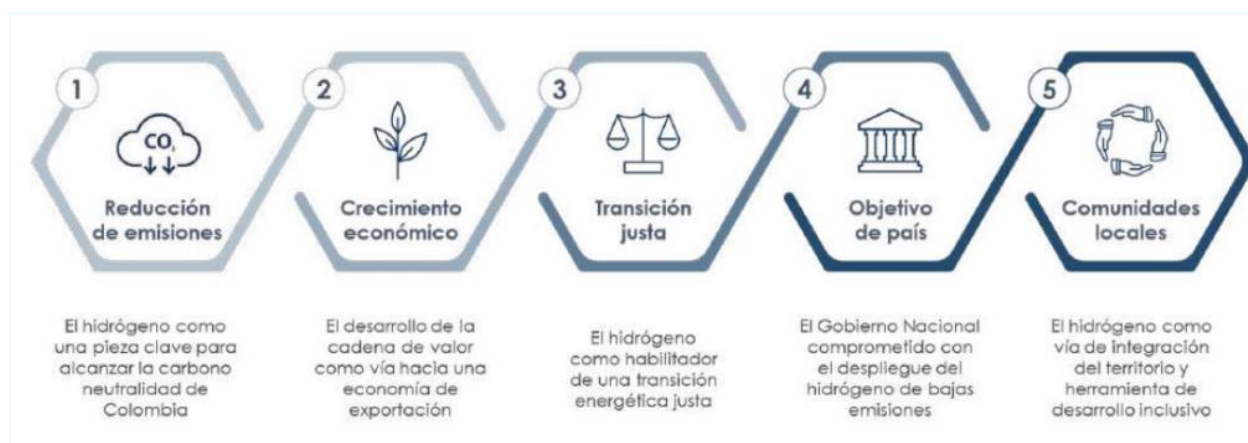 1
CO₂
Reducción
de emisiones
El hidrógeno como
una pieza clave para
alcanzar la carbono
neutralidad de
Colombia
2
Crecimiento
económico
El desarrollo de la
cadena de valor
como vía hacia una
economía de
exportación
3
Transición
justa
El hidrógeno
como habilitador
de una transición
energética justa
4
Objetivo
de país
El Gobierno Nacional
comprometido con
el despliegue del
hidrógeno de bajas
emisiones
5
Comunidades
locales
El hidrógeno como
vía de integración
del territorio y
herramienta de
desarrollo inclusivo